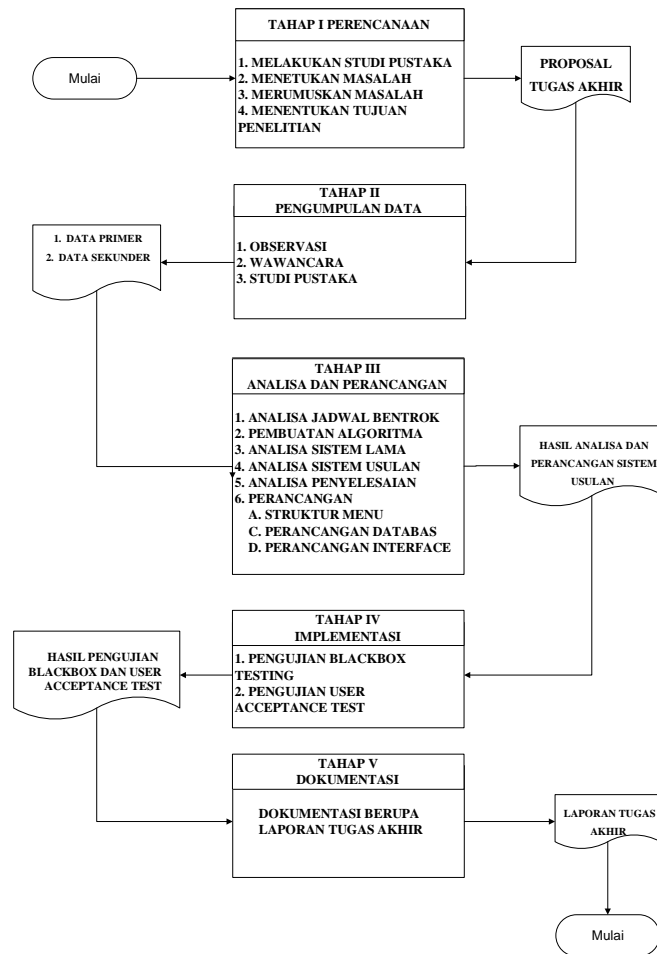 Mulai
TAHAP I PERENCANAAN
1. MELAKUKAN STUDI PUSTAKA
2. MENETUKAN MASALAH
3. MERUMUSKAN MASALAH
4. MENENTUKAN TUJUAN
PENELITIAN
PROPOSAL
TUGAS AKHIR
TAHAP II
PENGUMPULAN DATA
1. OBSERVASI
2. WAWANCARA
3. STUDI PUSTAKA
1. DATA PRIMER
2. DATA SEKUNDER
TAHAP III
ANALISA DAN PERANCANGAN
1. ANALISA JADWAL BENTROK
2. PEMBUATAN ALGORITMA
3. ANALISA SISTEM LAMA
4. ANALISA SISTEM USULAN
5. ANALISA PENYELESAIAN
6. PERANCANGAN
A. STRUKTUR MENU
C. PERANCANGAN DATABAS
D. PERANCANGAN INTERFACE
HASIL ANALISA DAN
PERANCANGAN SISTEM
USULAN
TAHAP IV
IMPLEMENTASI
1. PENGUJIAN BLACKBOX
TESTING
2. PENGUJIAN USER
ACCEPTANCE TEST
HASIL PENGUJIAN
BLACKBOX DAN USER
ACCEPTANCE TEST
TAHAP V
DOKUMENTASI
DOKUMENTASI BERUPA
LAPORAN TUGAS AKHIR
LAPORAN TUGAS
AKHIR
Mulai